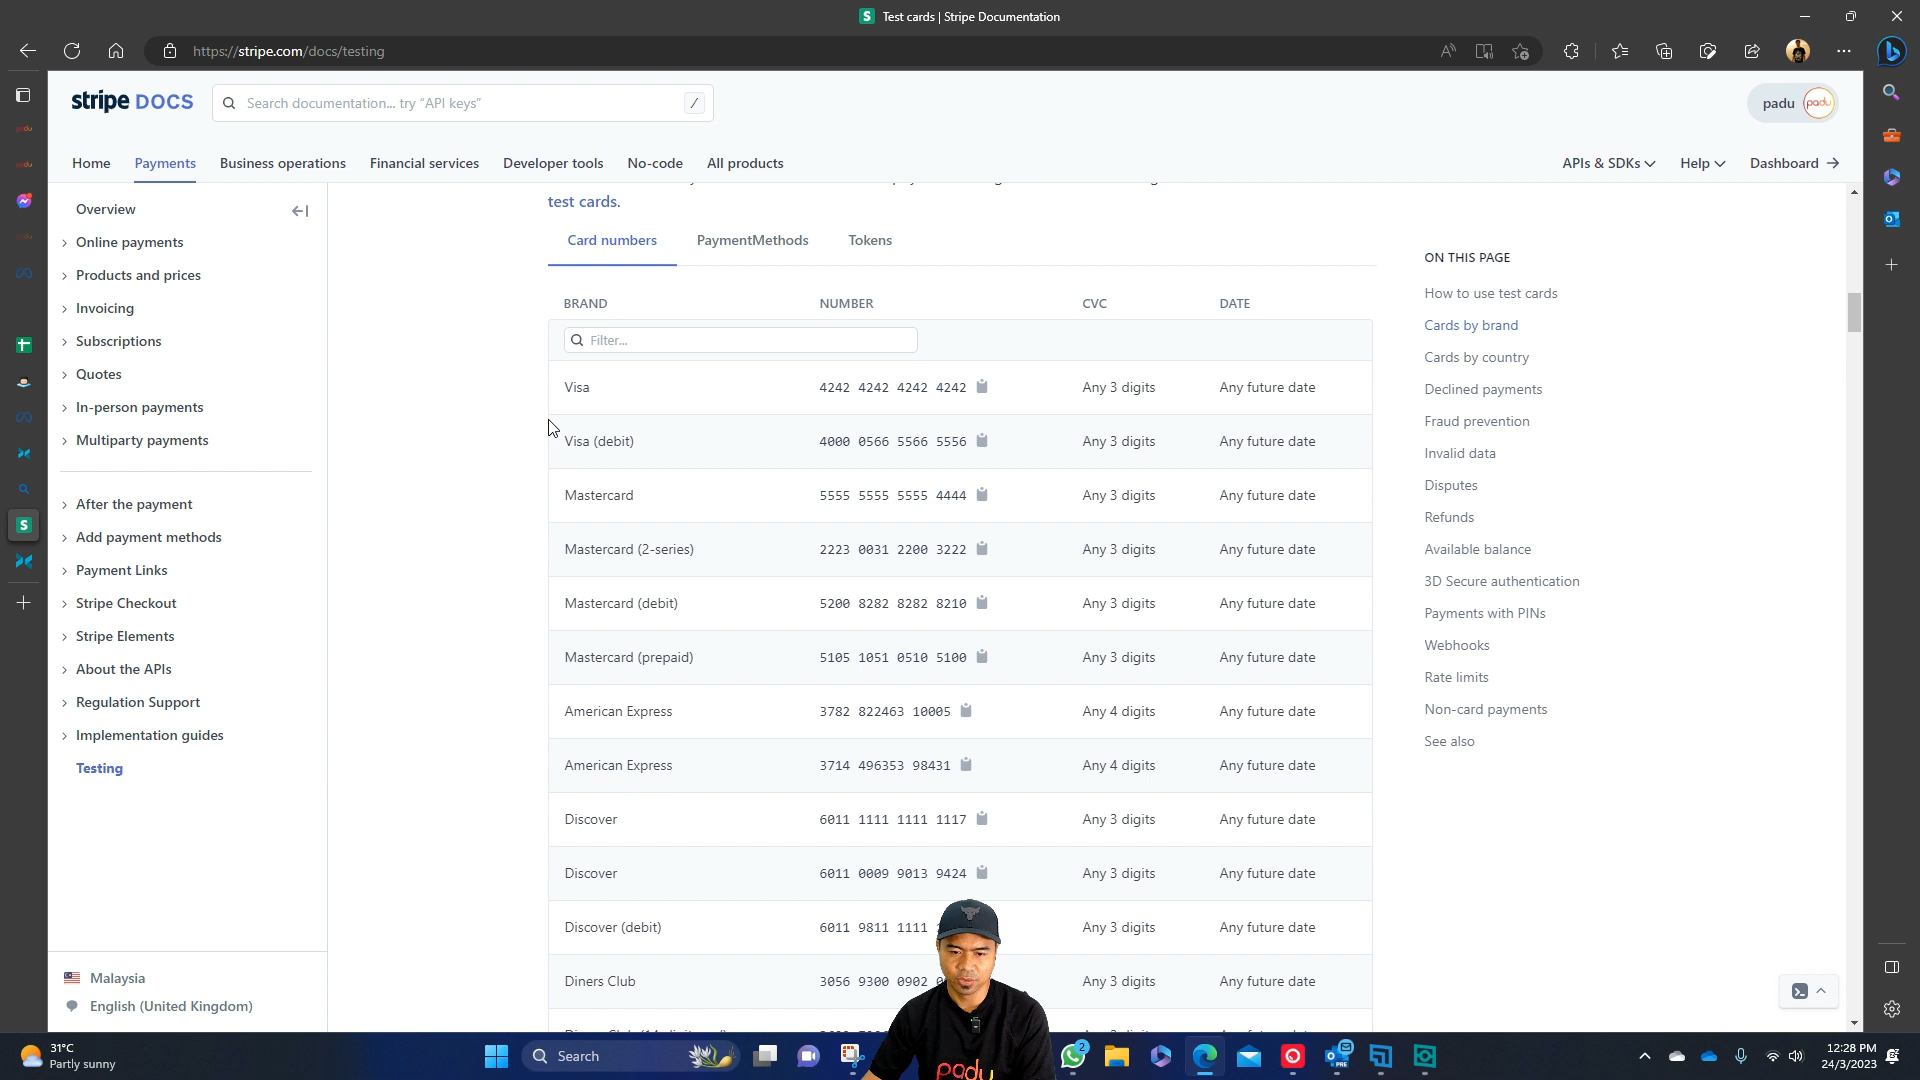 Test cards | Stripe Documentation
https://stripe.com/docs/testing
stripe DOCS
Search documentation... try "API keys"
/
padu
padu
Home
Payments
Business operations
Financial services
Developer tools
No-code
All products
APIs & SDKs
Help
Dashboard
Overview
Online payments
Products and prices
Invoicing
Subscriptions
Quotes
In-person payments
Multiparty payments
After the payment
Add payment methods
Payment Links
Stripe Checkout
Stripe Elements
About the APIs
Regulation Support
Implementation guides
Testing
Malaysia
English (United Kingdom)
test cards.
Card numbers
PaymentMethods
Tokens
BRAND NUMBER CVC DATE
Filter...
Visa 4242 4242 4242 4242 Any 3 digits Any future date
Visa (debit) 4000 0566 5566 5556 Any 3 digits Any future date
Mastercard 5555 5555 5555 4444 Any 3 digits Any future date
Mastercard (2-series) 2223 0031 2200 3222 Any 3 digits Any future date
Mastercard (debit) 5200 8282 8282 8210 Any 3 digits Any future date
Mastercard (prepaid) 5105 1051 0510 5100 Any 3 digits Any future date
American Express 3782 822463 10005 Any 4 digits Any future date
American Express 3714 496353 98431 Any 4 digits Any future date
Discover 6011 1111 1111 1117 Any 3 digits Any future date
Discover 6011 0009 9013 9424 Any 3 digits Any future date
Discover (debit) 6011 9811 1111 Any 3 digits Any future date
Diners Club 3056 9300 0902 Any 3 digits Any future date
ON THIS PAGE
How to use test cards
Cards by brand
Cards by country
Declined payments
Fraud prevention
Invalid data
Disputes
Refunds
Available balance
3D Secure authentication
Payments with PINs
Webhooks
Rate limits
Non-card payments
See also
padu
31°C
Partly sunny
Search
2
PRE
12:28 PM
24/3/2023